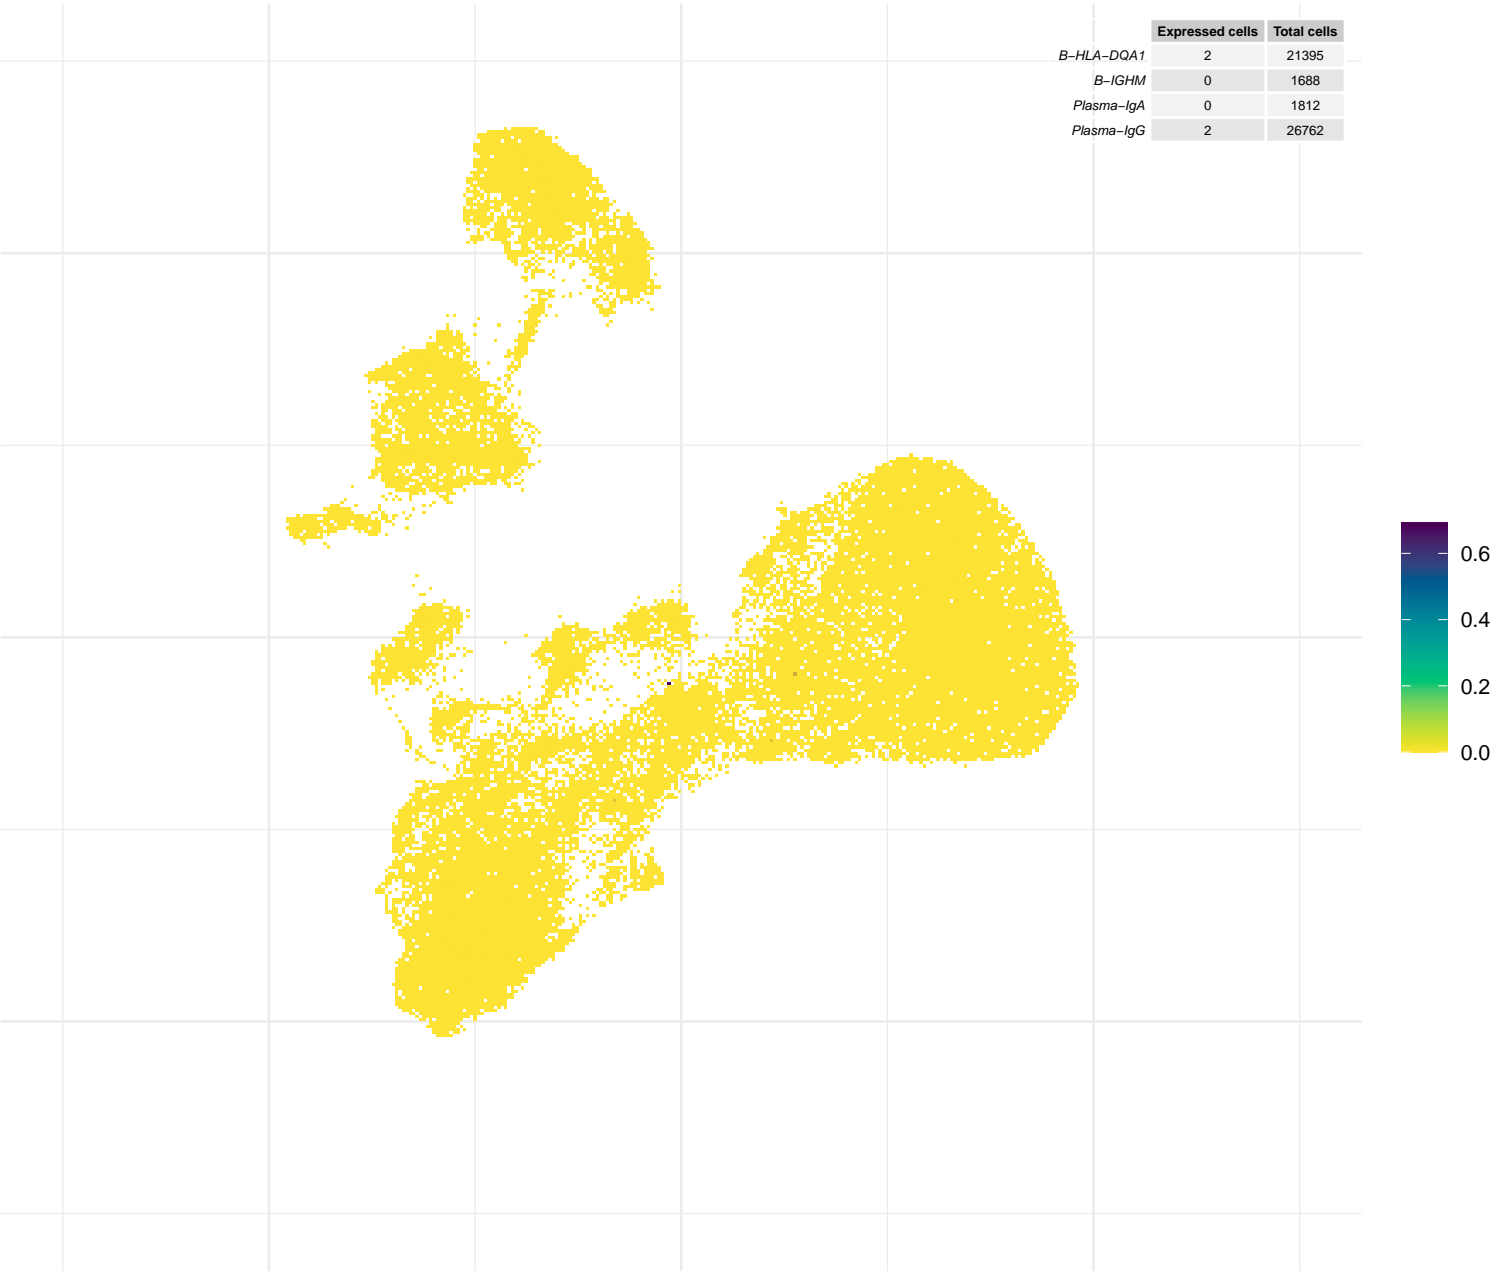 Expressed cells Total cells
B−HLA−DQA1 2 21395
B−IGHM 0 1688
Plasma−IgA 0 1812
Plasma−IgG 2 26762
0.6
0.4
0.2
0.0